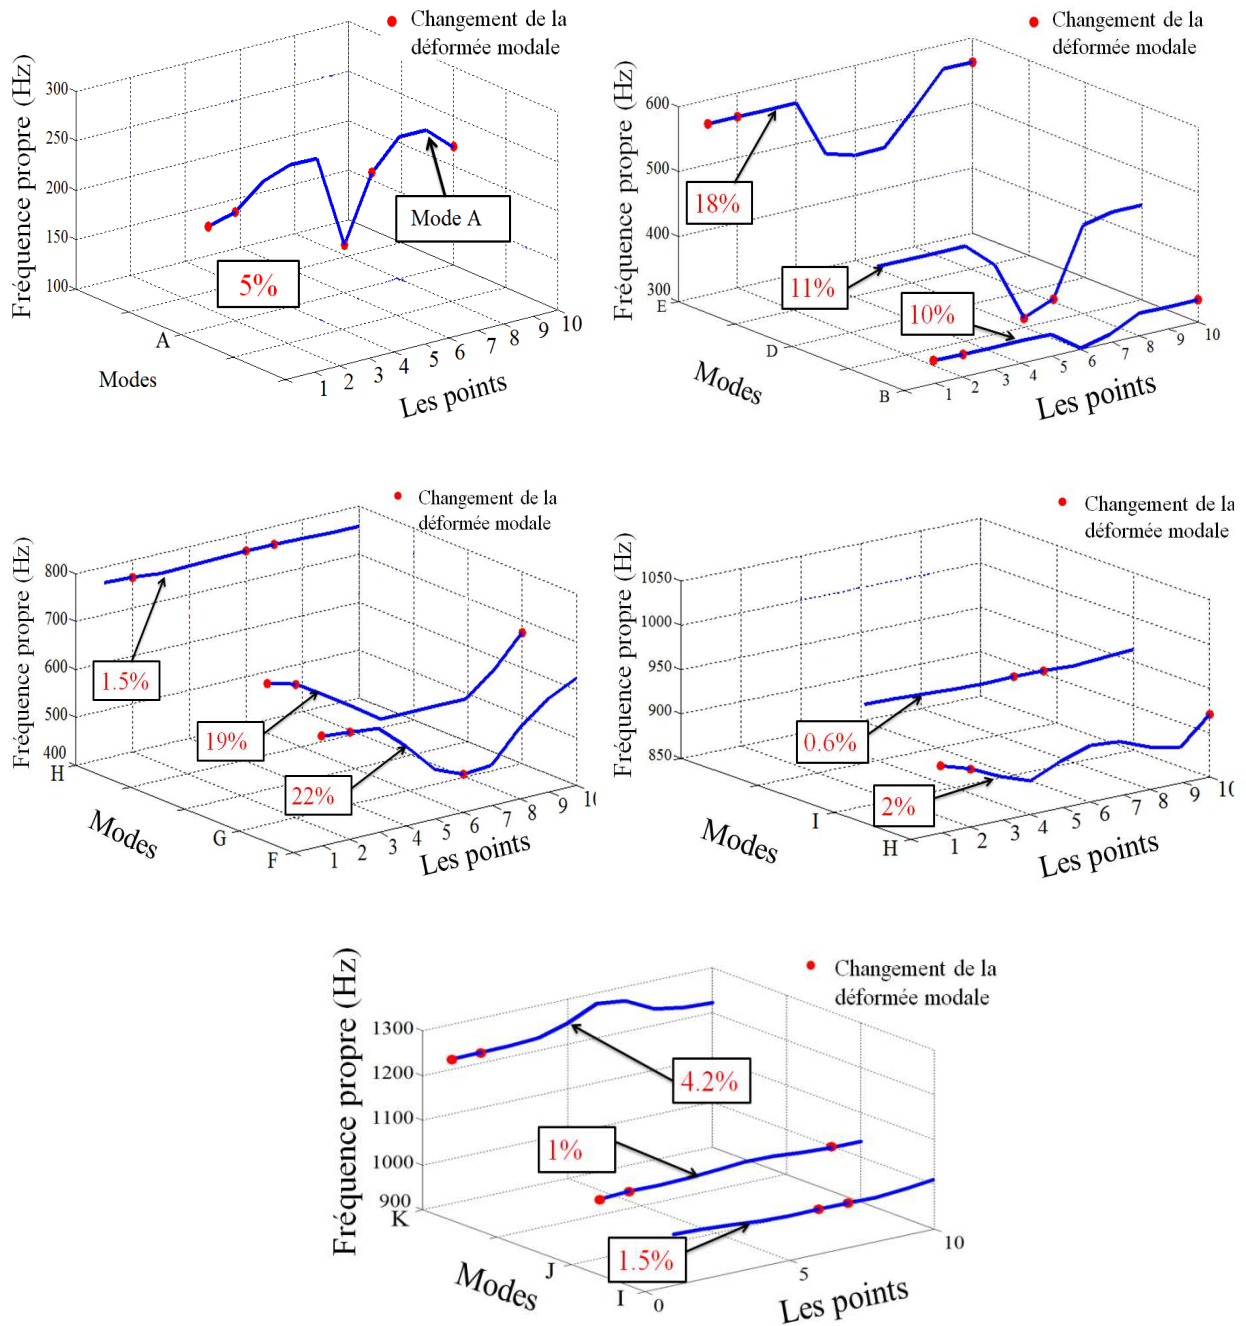 Changement de la
déformée modale
Fréquence propre (Hz)
300
250
200
150
100
Mode A
5%
A
Modes
1 2 3 4 5 6 7 8 9 10
Les points
Changement de la
déformée modale
Fréquence propre (Hz)
600
500
400
300
E
18%
11%
10%
D
B
Modes
1 2 3 4 5 6 7 8 9 10
Les points
Changement de la
déformée modale
Fréquence propre (Hz)
800
700
600
500
400
H
1.5%
19%
22%
G
F
Modes
1 2 3 4 5 6 7 8 9 10
Les points
Changement de la
déformée modale
Fréquence propre (Hz)
1050
1000
950
900
850
0.6%
2%
I
H
Modes
1 2 3 4 5 6 7 8 9 10
Les points
Changement de la
déformée modale
Fréquence propre (Hz)
1300
1200
1100
1000
900
K
4.2%
1%
1.5%
J
I
Modes
0 5 10
Les points